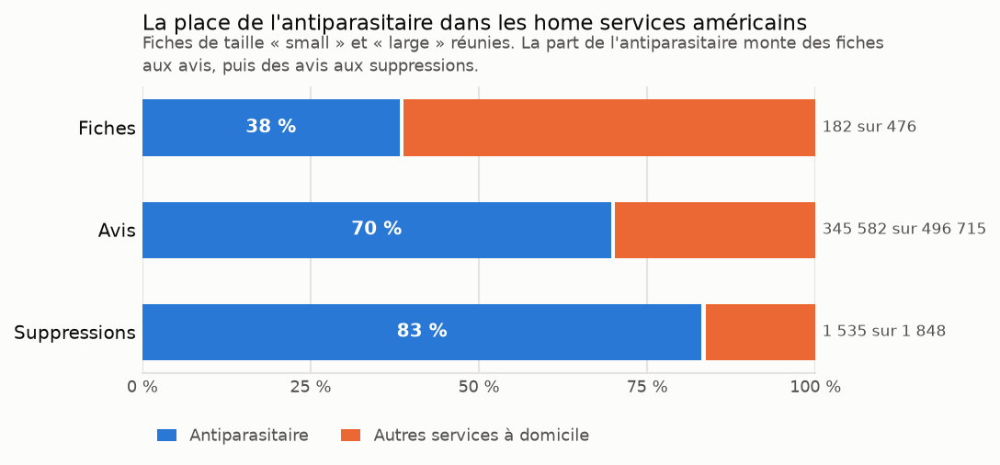 La place de l'antiparasitaire dans les home services américains
Fiches de taille « small » et « large » réunies. La part de l'antiparasitaire monte des fiches
aux avis, puis des avis aux suppressions.
Fiches
38 %
182 sur 476
Avis
70 %
345 582 sur 496 715
Suppressions
83 %
1 535 sur 1 848
0 %
25 %
50 %
75 %
100 %
Antiparasitaire
Autres services à domicile